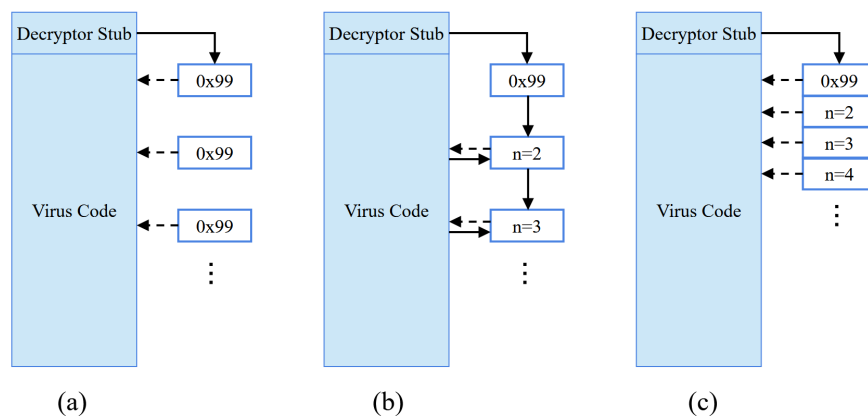 Decryptor Stub
0x99
0x99
Virus Code
0x99
⋮
(a)
Decryptor Stub
0x99
n=2
Virus Code
n=3
⋮
(b)
Decryptor Stub
0x99
n=2
n=3
n=4
Virus Code
⋮
(c)